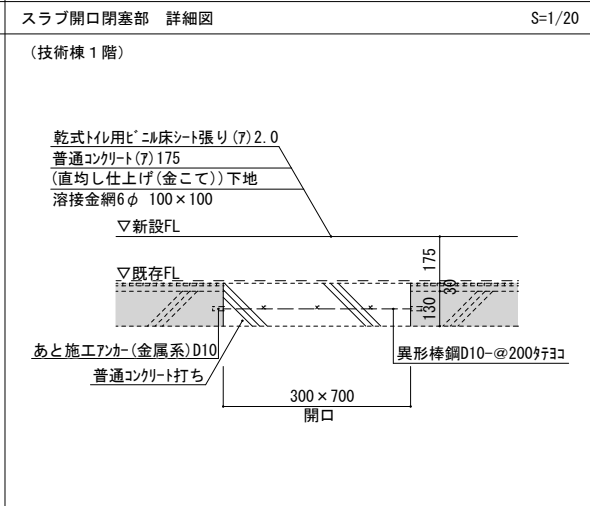 スラブ開口閉塞部　詳細図
S=1/20
(技術棟１階)
乾式ﾄｲﾚ用ﾋﾞﾆﾙ床ｼｰﾄ張り(ｱ)2.0
普通ｺﾝｸﾘｰﾄ(ｱ)175
(直均し仕上げ(金こて))下地
溶接金網6φ 100×100
▽新設FL
▽既存FL
175
30
130
あと施工ｱﾝｶｰ(金属系)D10
普通ｺﾝｸﾘｰﾄ打ち
異形棒鋼D10-@200ﾀﾃﾖｺ
300×700
開口